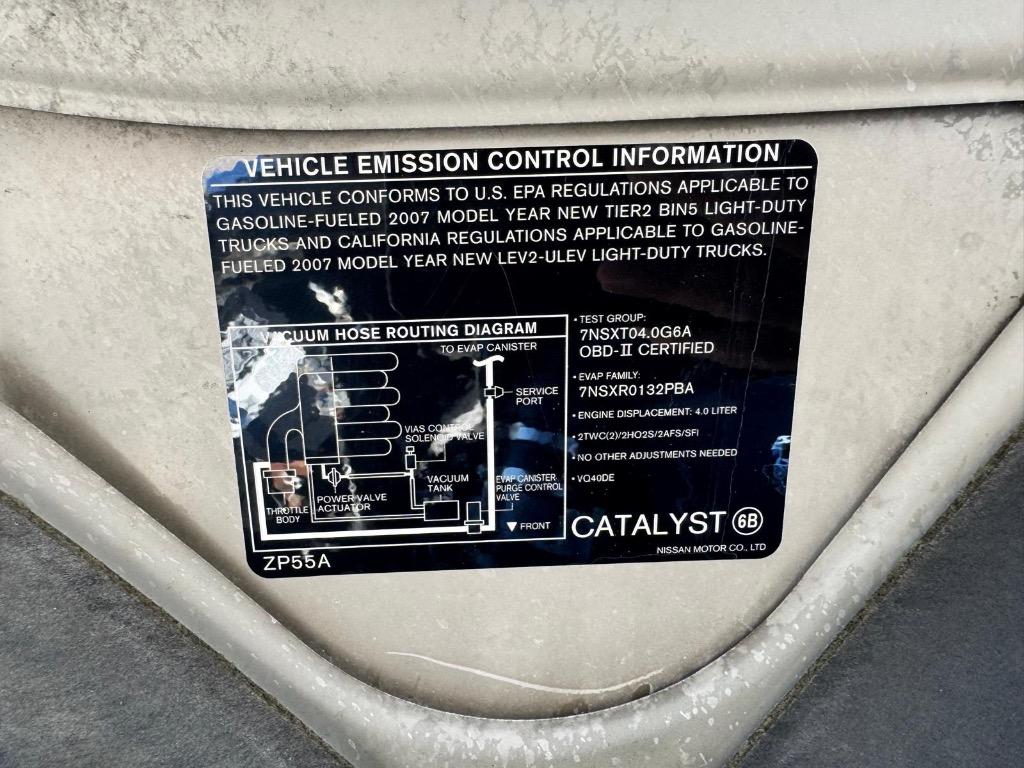 VEHICLE EMISSION CONTROL INFORMATION
THIS VEHICLE CONFORMS TO U.S. EPA REGULATIONS APPLICABLE TO
GASOLINE-FUELED 2007 MODEL YEAR NEW TIER2 BIN5 LIGHT-DUTY
TRUCKS AND CALIFORNIA REGULATIONS APPLICABLE TO GASOLINE-
FUELED 2007 MODEL YEAR NEW LEV2-ULEV LIGHT-DUTY TRUCKS.
VACUUM HOSE ROUTING DIAGRAM
TO EVAP CANISTER
SERVICE
PORT
VIAS CONTROL
SOLENOID VALVE
VACUUM
TANK
EVAP CANISTER
PURGE CONTROL
VALVE
POWER VALVE
ACTUATOR
THROTTLE
BODY
▼ FRONT
ZP55A
• TEST GROUP:
7NSXT04.0G6A
OBD-II CERTIFIED
• EVAP FAMILY:
7NSXR0132PBA
• ENGINE DISPLACEMENT: 4.0 LITER
• 2TWC(2)/2HO2S/2AFS/SFI
• NO OTHER ADJUSTMENTS NEEDED
• VQ40DE
CATALYST 6B
NISSAN MOTOR CO., LTD